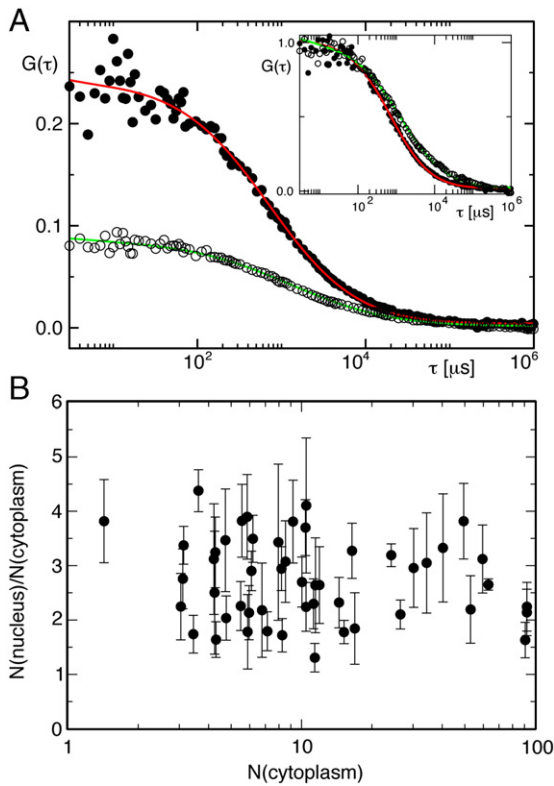 A
G(τ)
0.2
0.1
0.0
10² 10⁴ 10⁶
τ [µs]
1.0
G(τ)
0.0
10² 10⁴ 10⁶
τ [µs]
B
N(nucleus)/N(cytoplasm)
6
5
4
3
2
1
0
1 10 100
N(cytoplasm)